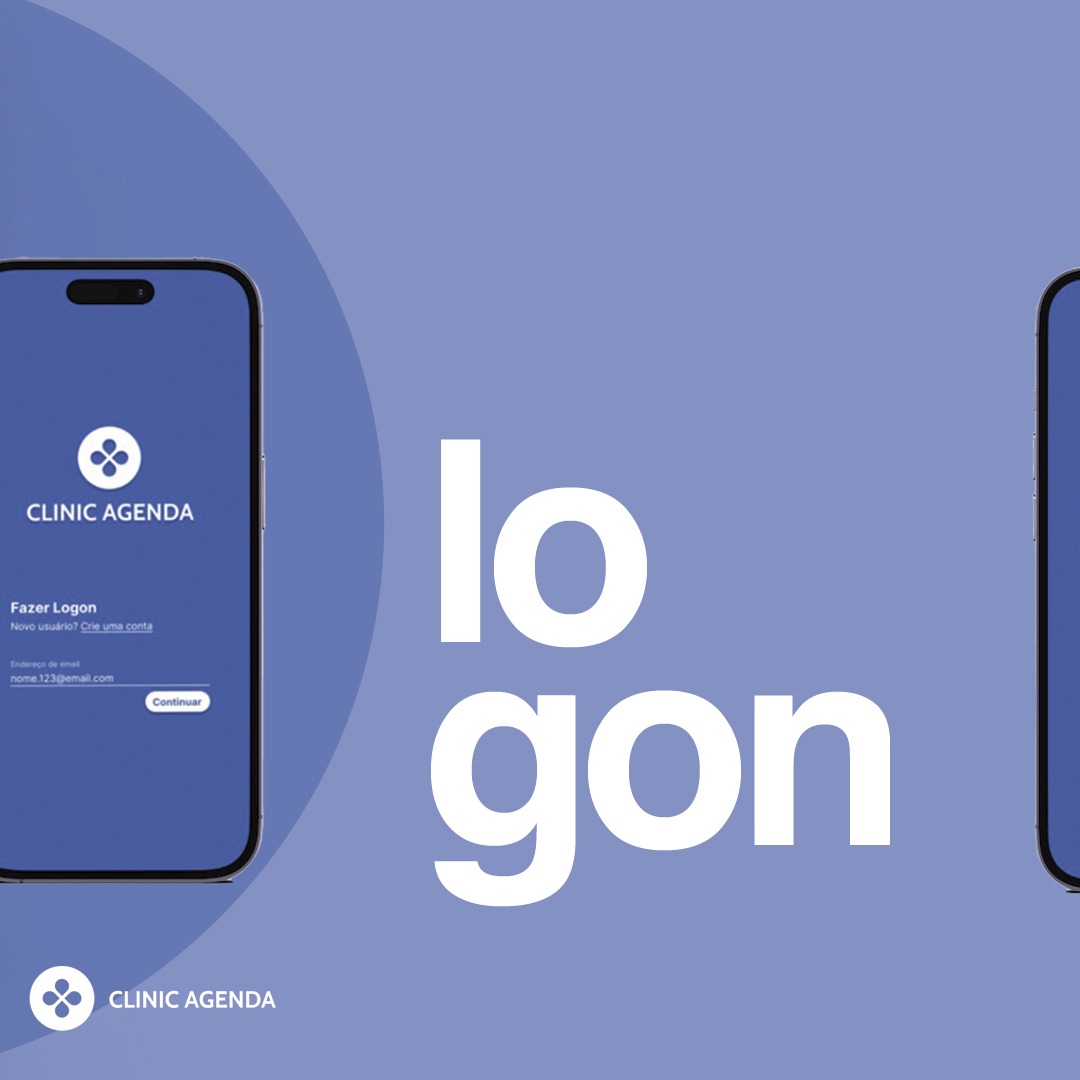 CLINIC AGENDA
Fazer Logon
Novo usuário? Crie uma conta
Endereço de email
nome.123@email.com
Continuar
lo
gon
CLINIC AGENDA